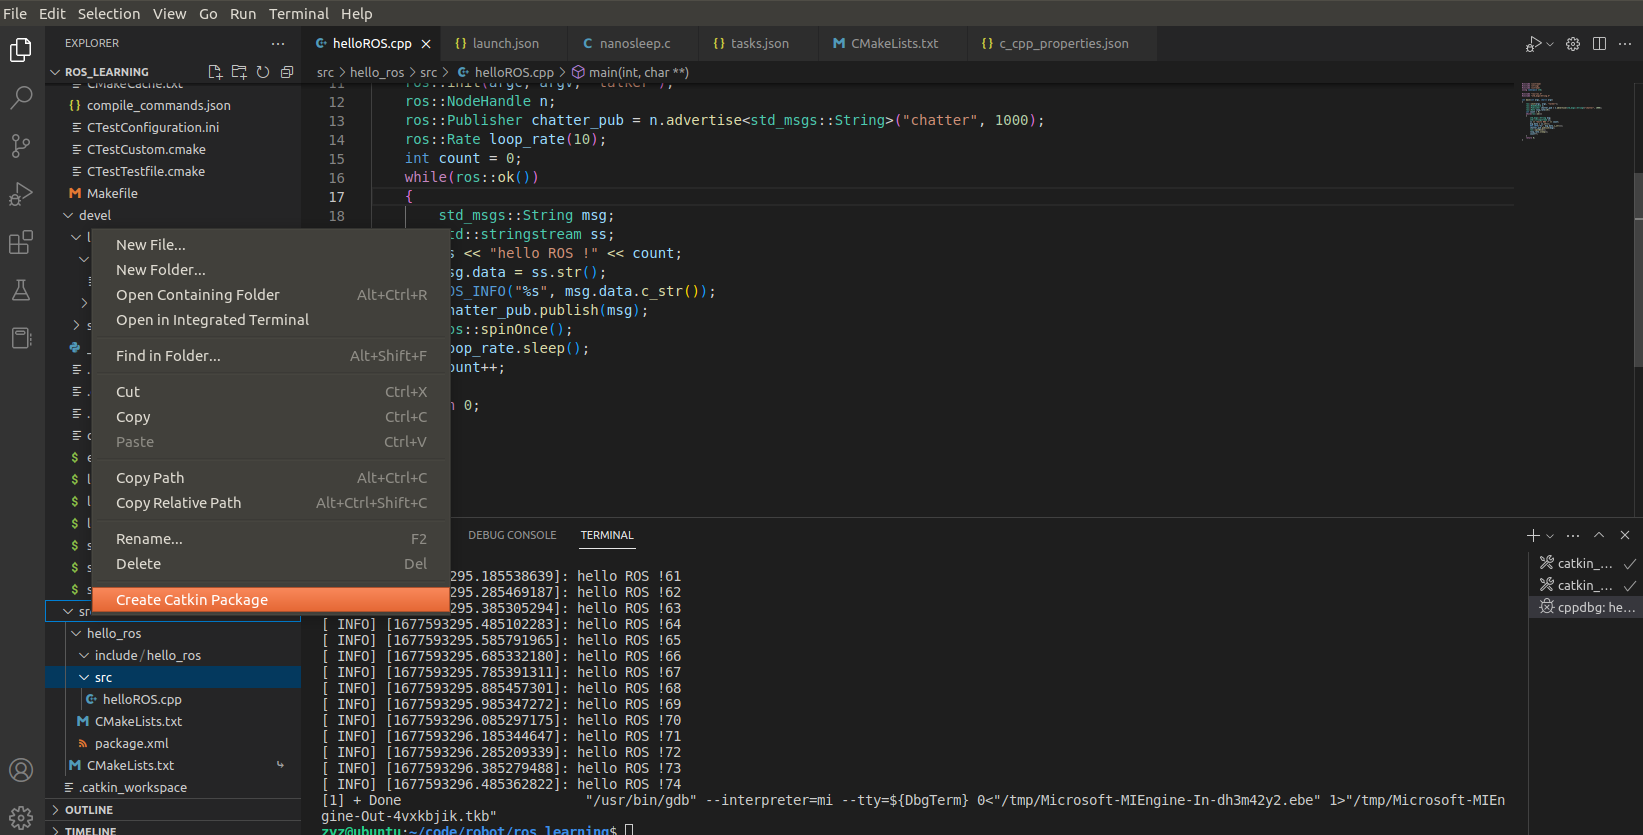 File Edit Selection View Go Run Terminal Help
EXPLORER
helloROS.cpp launch.json nanosleep.c tasks.json CMakeLists.txt c_cpp_properties.json
ROS_LEARNING
src > hello_ros > src > helloROS.cpp > main(int, char **)
CMakeCache.txt
compile_commands.json
CTestConfiguration.ini
CTestCustom.cmake
CTestTestfile.cmake
Makefile
devel
11 ros::init(argc, argv, "talker");
12 ros::NodeHandle n;
13 ros::Publisher chatter_pub = n.advertise<std_msgs::String>("chatter", 1000);
14 ros::Rate loop_rate(10);
15 int count = 0;
16 while(ros::ok())
17 {
18 std_msgs::String msg;
td::stringstream ss;
s << "hello ROS !" << count;
sg.data = ss.str();
OS_INFO("%s", msg.data.c_str());
hatter_pub.publish(msg);
os::spinOnce();
oop_rate.sleep();
ount++;
n 0;
New File...
New Folder...
Open Containing Folder Alt+Ctrl+R
Open in Integrated Terminal
Find in Folder... Alt+Shift+F
Cut Ctrl+X
Copy Ctrl+C
Paste Ctrl+V
Copy Path Alt+Ctrl+C
Copy Relative Path Alt+Ctrl+Shift+C
Rename... F2
Delete Del
Create Catkin Package
src
hello_ros
include / hello_ros
src
helloROS.cpp
CMakeLists.txt
package.xml
CMakeLists.txt
.catkin_workspace
OUTLINE
TIMELINE
DEBUG CONSOLE TERMINAL
295.185538639]: hello ROS !61
295.285469187]: hello ROS !62
295.385305294]: hello ROS !63
[ INFO] [1677593295.485102283]: hello ROS !64
[ INFO] [1677593295.585791965]: hello ROS !65
[ INFO] [1677593295.685332180]: hello ROS !66
[ INFO] [1677593295.785391311]: hello ROS !67
[ INFO] [1677593295.885457301]: hello ROS !68
[ INFO] [1677593295.985347272]: hello ROS !69
[ INFO] [1677593296.085297175]: hello ROS !70
[ INFO] [1677593296.185344647]: hello ROS !71
[ INFO] [1677593296.285209339]: hello ROS !72
[ INFO] [1677593296.385279488]: hello ROS !73
[ INFO] [1677593296.485362822]: hello ROS !74
[1] + Done "/usr/bin/gdb" --interpreter=mi --tty=${DbgTerm} 0<"/tmp/Microsoft-MIEngine-In-dh3m42y2.ebe" 1>"/tmp/Microsoft-MIEn
gine-Out-4vxkbjik.tkb"
zyz@ubuntu:~/code/robot/ros_learning$
catkin_...
catkin_...
cppdbg: he...